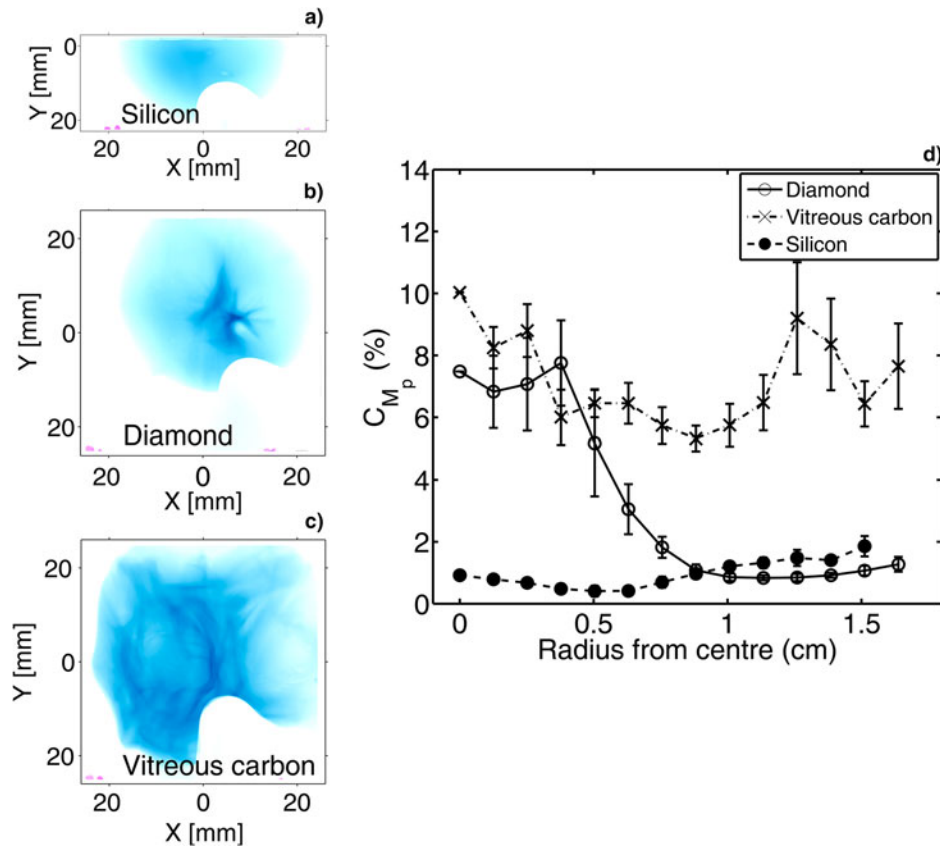 a)
Y [mm]
0
20
Silicon
20 0 20
X [mm]
b)
Y [mm]
20
0
20
Diamond
20 0 20
X [mm]
c)
Y [mm]
20
0
20
Vitreous carbon
20 0 20
X [mm]
d)
14
12
10
8
6
4
2
0
C_{M_p} (%)
Diamond
Vitreous carbon
Silicon
0 0.5 1 1.5
Radius from centre (cm)